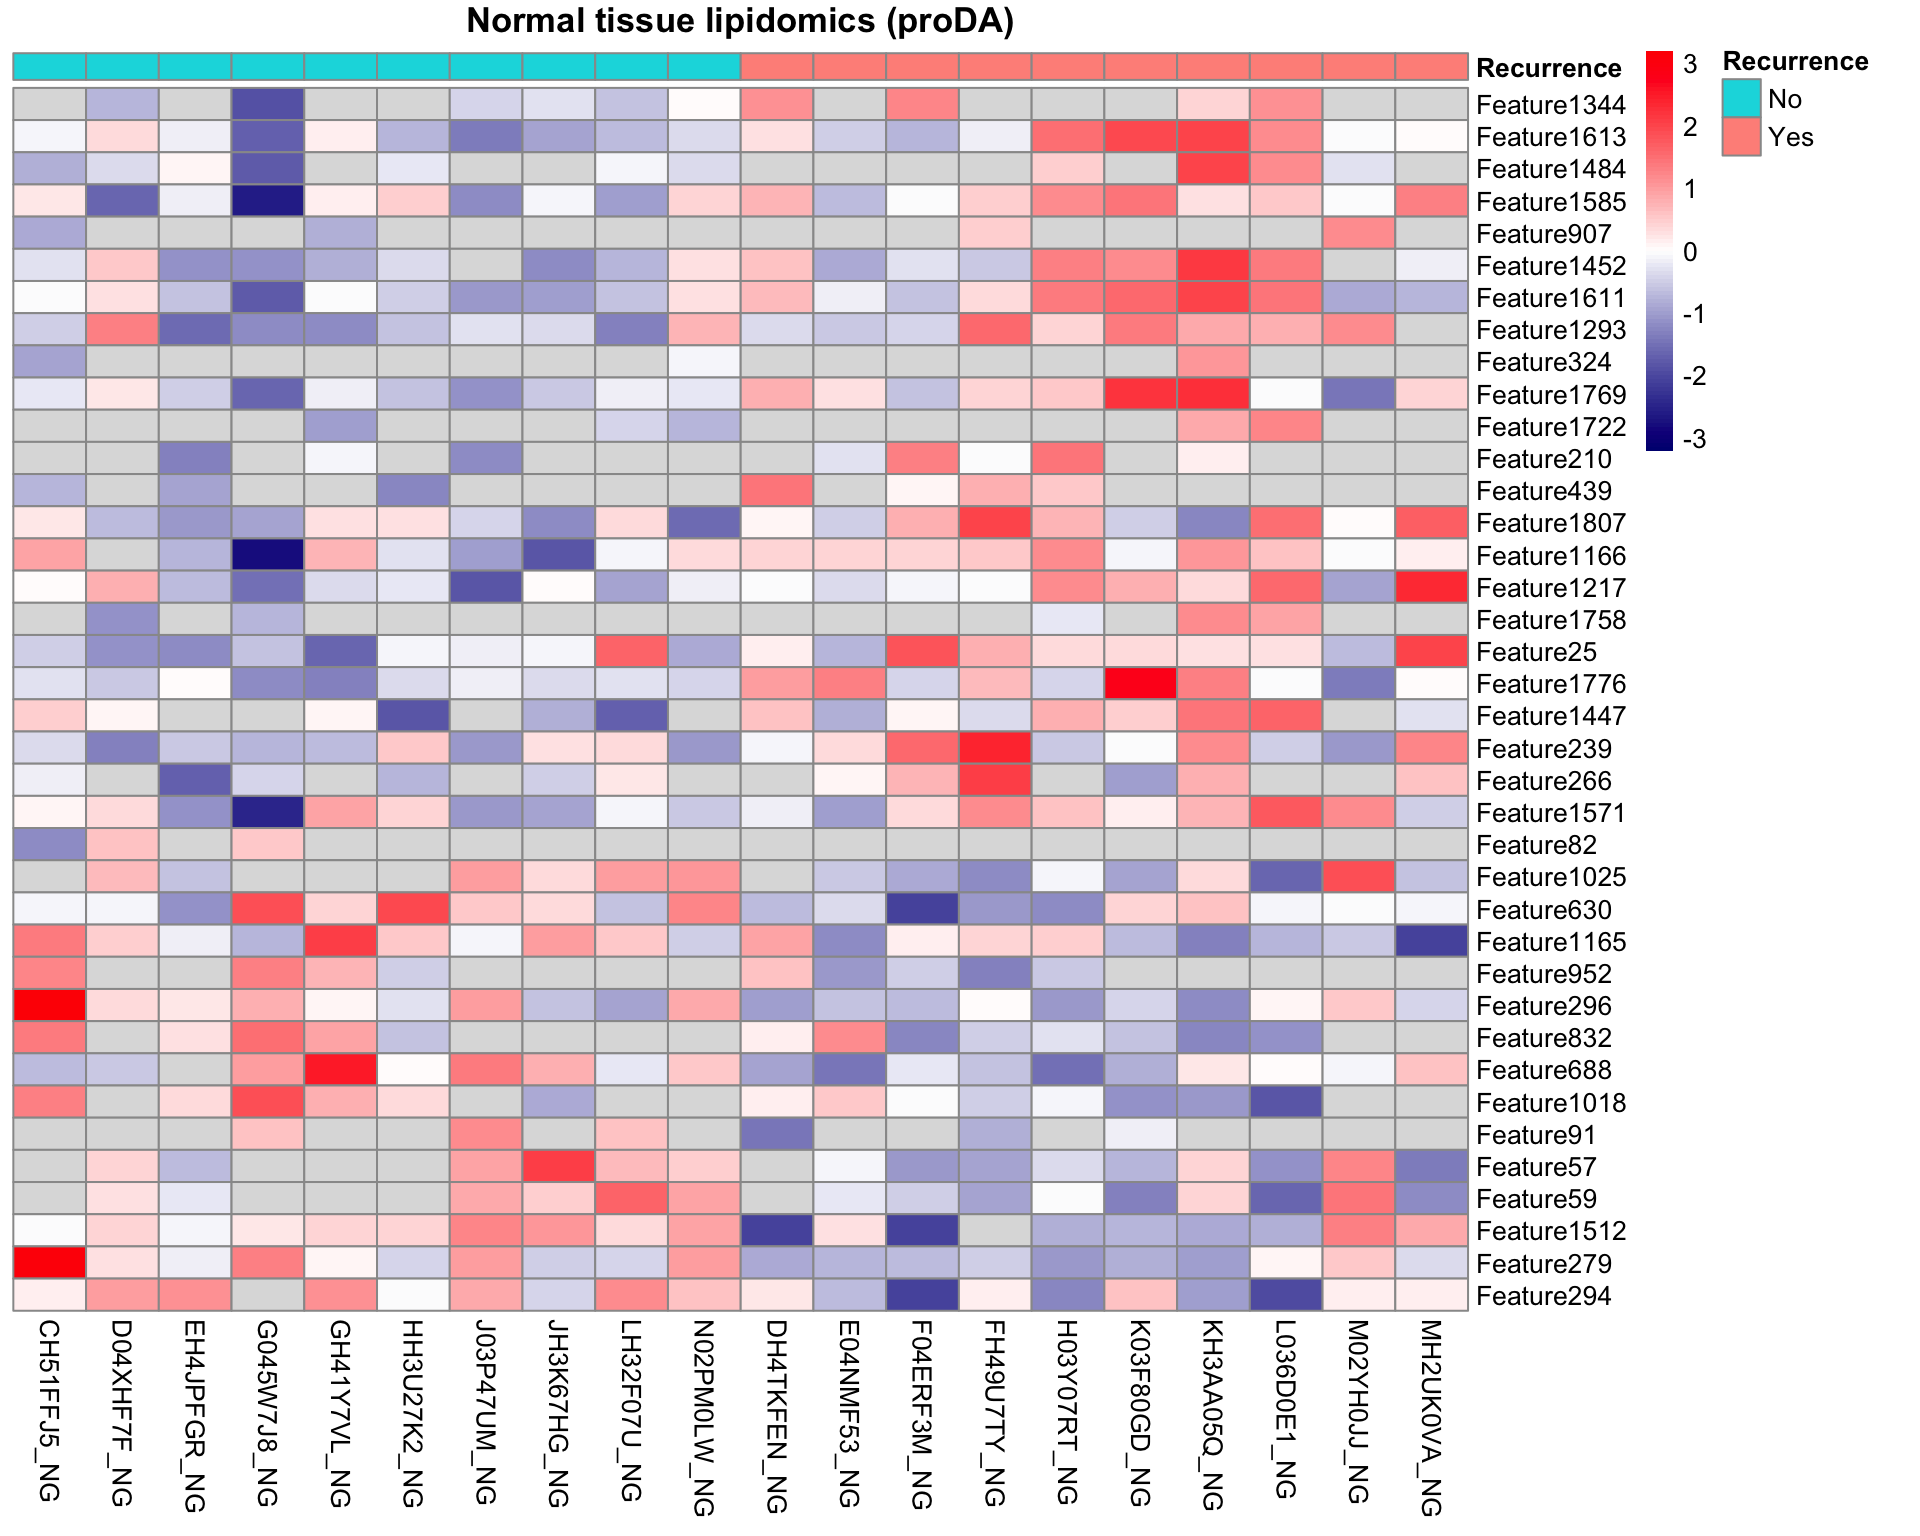 Normal tissue lipidomics (proDA)
Recurrence
Feature1344
Feature1613
Feature1484
Feature1585
Feature907
Feature1452
Feature1611
Feature1293
Feature324
Feature1769
Feature1722
Feature210
Feature439
Feature1807
Feature1166
Feature1217
Feature1758
Feature25
Feature1776
Feature1447
Feature239
Feature266
Feature1571
Feature82
Feature1025
Feature630
Feature1165
Feature952
Feature296
Feature832
Feature688
Feature1018
Feature91
Feature57
Feature59
Feature1512
Feature279
Feature294
3
2
1
0
-1
-2
-3
Recurrence
No
Yes
CH51FFJ5_NG
D04XHF7F_NG
EH4JPFGR_NG
G045W7J8_NG
GH41Y7VL_NG
HH3U27K2_NG
J03P47UM_NG
JH3K67HG_NG
LH32F07U_NG
N02PM0LW_NG
DH4TKFEN_NG
E04NMF53_NG
F04ERF3M_NG
FH49U7TY_NG
H03Y07RT_NG
K03F80GD_NG
KH3AA05Q_NG
L036D0E1_NG
M02YH0JJ_NG
MH2UK0VA_NG